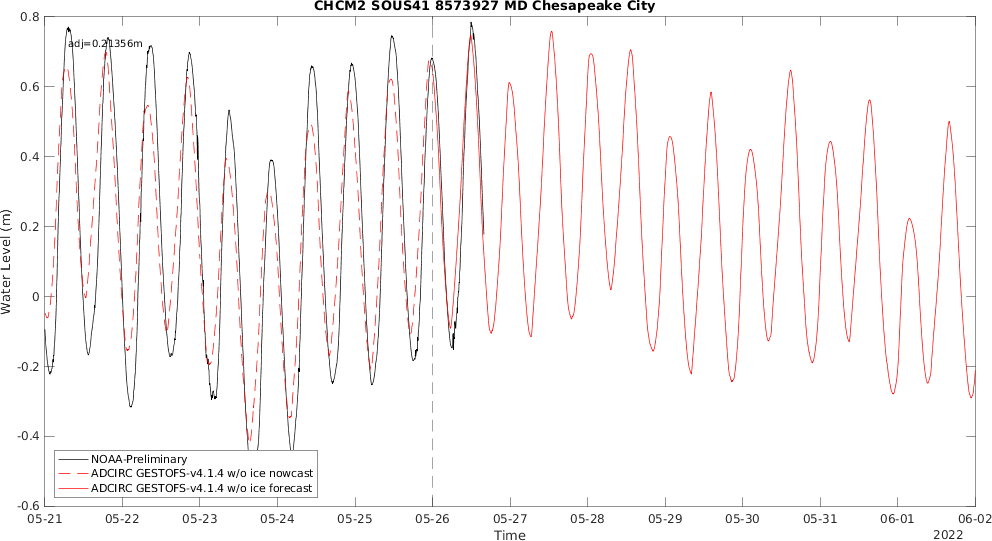 CHCM2 SOUS41 8573927 MD Chesapeake City
adj=0.21356m
0.8
0.6
0.4
0.2
0
-0.2
-0.4
-0.6
Water Level (m)
NOAA-Preliminary
ADCIRC GESTOFS-v4.1.4 w/o ice nowcast
ADCIRC GESTOFS-v4.1.4 w/o ice forecast
05-21 05-22 05-23 05-24 05-25 05-26 05-27 05-28 05-29 05-30 05-31 06-01 06-02
Time
2022